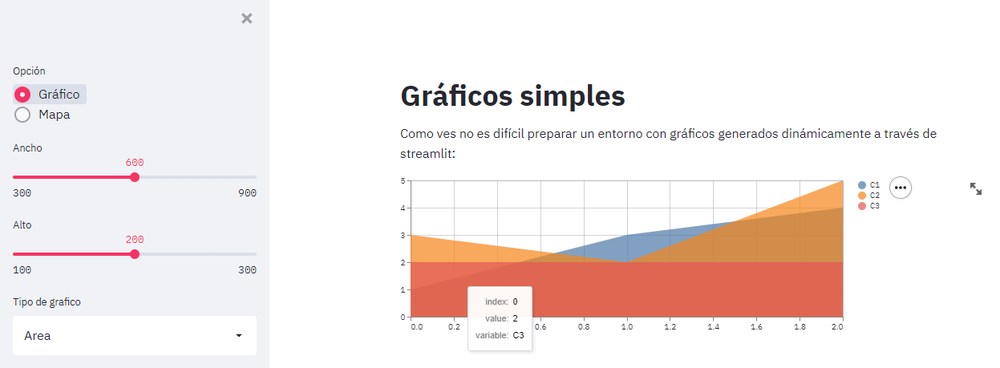 Opción
Gráfico
Mapa
Ancho
600
300 900
Alto
200
100 300
Tipo de grafico
Area
Gráficos simples
Como ves no es difícil preparar un entorno con gráficos generados dinámicamente a través de
streamlit:
5
4
3
2
1
0
0.0 0.2 0.6 0.8 1.0 1.2 1.4 1.6 1.8 2.0
C1
C2
C3
index: 0
value: 2
variable: C3